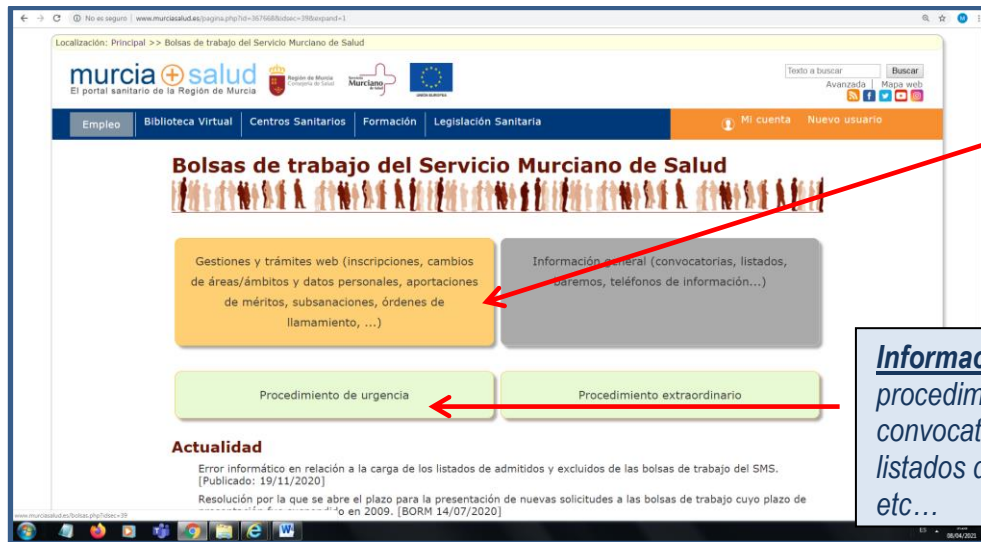 No es seguro | www.murciasalud.es/pagina.php?id=367668&idsec=39&expand=1
Localización: Principal >> Bolsas de trabajo del Servicio Murciano de Salud
murcia salud
El portal sanitario de la Región de Murcia
Región de Murcia
Murciano
Texto a buscar Buscar
Avanzada | Mapa web
Empleo Biblioteca Virtual Centros Sanitarios Formación Legislación Sanitaria Mi cuenta Nuevo usuario
Bolsas de trabajo del Servicio Murciano de Salud
Gestiones y trámites web (inscripciones, cambios
de áreas/ámbitos y datos personales, aportaciones
de méritos, subsanaciones, órdenes de
llamamiento, ...)
Información general (convocatorias, listados,
baremos, teléfonos de información...)
Procedimiento de urgencia
Procedimiento extraordinario
Informac
procedim
convocat
listados
etc…
Actualidad
Error informático en relación a la carga de los listados de admitidos y excluidos de las bolsas de trabajo del SMS.
[Publicado: 19/11/2020]
Resolución por la que se abre el plazo para la presentación de nuevas solicitudes a las bolsas de trabajo cuyo plazo de
en 2009. [BORM 14/07/2020]
www.murciasalud.es/bolsas.php?idsec=39
ES
08/04/2021